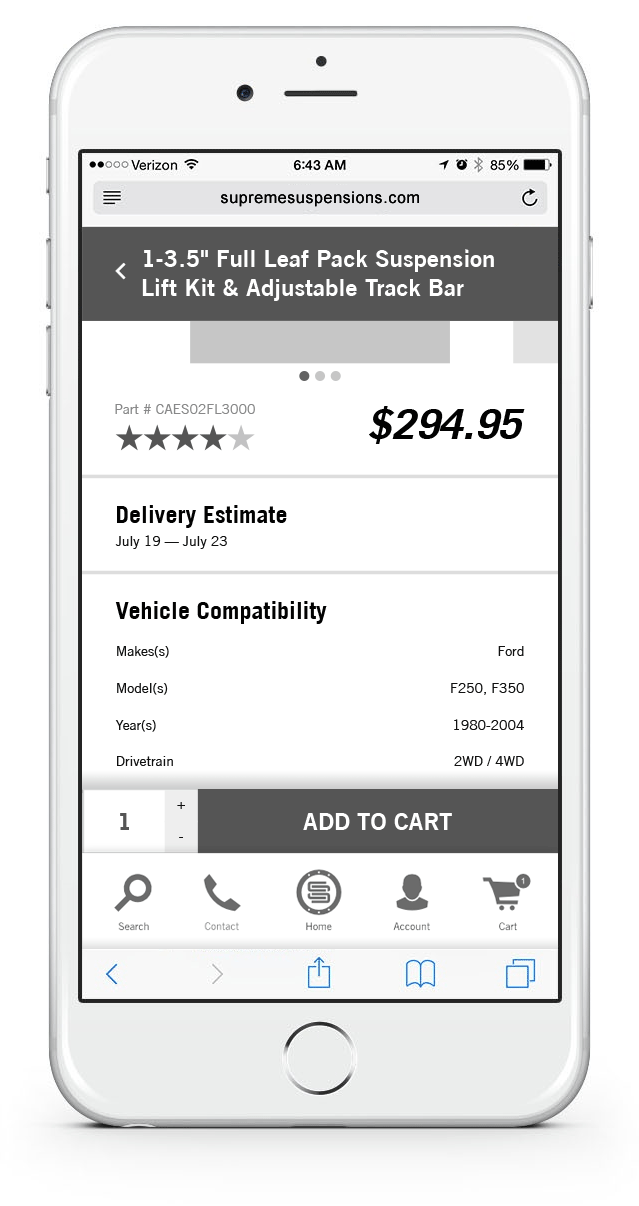 Verizon 6:43 AM 85%
supremesuspensions.com
1-3.5" Full Leaf Pack Suspension
Lift Kit & Adjustable Track Bar
Part # CAES02FL3000
$294.95
Delivery Estimate
July 19 — July 23
Vehicle Compatibility
Makes(s) Ford
Model(s) F250, F350
Year(s) 1980-2004
Drivetrain 2WD / 4WD
1 + - ADD TO CART
1
Search Contact Home Account Cart